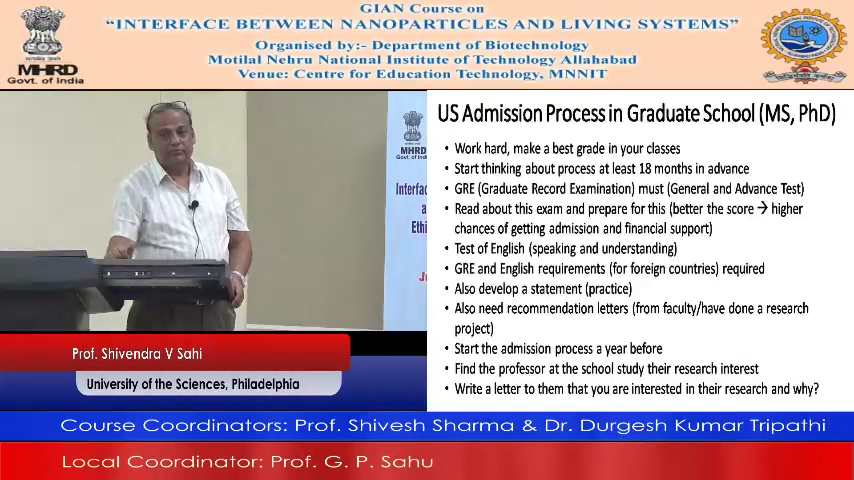 GIAN Course on
"INTERFACE BETWEEN NANOPARTICLES AND LIVING SYSTEMS"
Organised by:- Department of Biotechnology
Motilal Nehru National Institute of Technology Allahabad
Venue: Centre for Education Technology, MNNIT
MHRD
Govt. of India
MHRD
Govt. of India
Interfac
a
Ethi
Ju
US Admission Process in Graduate School (MS, PhD)
• Work hard, make a best grade in your classes
• Start thinking about process at least 18 months in advance
• GRE (Graduate Record Examination) must (General and Advance Test)
• Read about this exam and prepare for this (better the score → higher
chances of getting admission and financial support)
• Test of English (speaking and understanding)
• GRE and English requirements (for foreign countries) required
• Also develop a statement (practice)
• Also need recommendation letters (from faculty/have done a research
project)
• Start the admission process a year before
• Find the professor at the school study their research interest
• Write a letter to them that you are interested in their research and why?
Prof. Shivendra V Sahi
University of the Sciences, Philadelphia
Course Coordinators: Prof. Shivesh Sharma & Dr. Durgesh Kumar Tripathi
Local Coordinator: Prof. G. P. Sahu